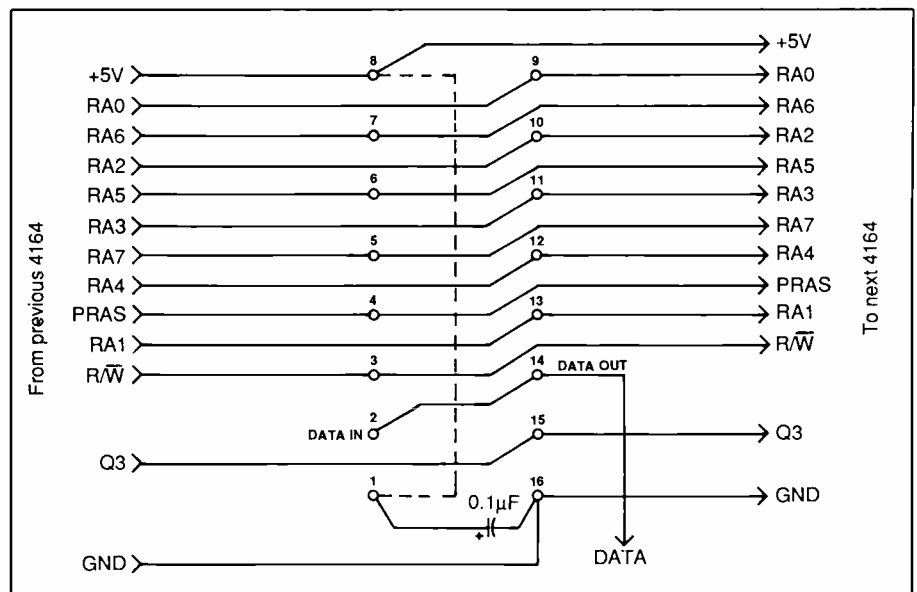 8
+5V
+5V
9
RA0
RA0
7
RA6
RA6
10
RA2
RA2
6
RA5
RA5
11
RA3
RA3
5
RA7
RA7
12
RA4
RA4
4
PRAS
PRAS
13
RA1
RA1
3
R/W̅
R/W̅
14 DATA OUT
2
DATA IN
15
Q3
Q3
1
16
0.1µF
+
GND
GND
DATA
From previous 4164
To next 4164